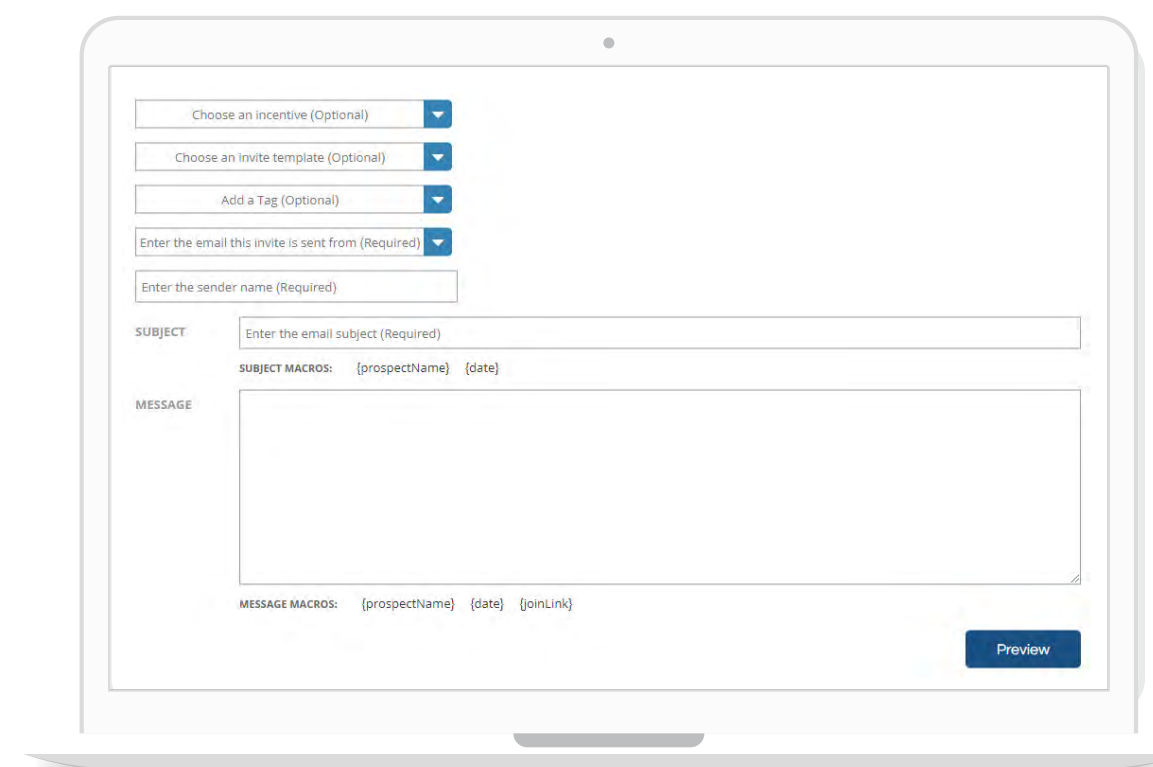 Choose an incentive (Optional)
Choose an invite template (Optional)
Add a Tag (Optional)
Enter the email this invite is sent from (Required)
Enter the sender name (Required)
SUBJECT Enter the email subject (Required)
SUBJECT MACROS: {prospectName} {date}
MESSAGE
MESSAGE MACROS: {prospectName} {date} {joinLink}
Preview